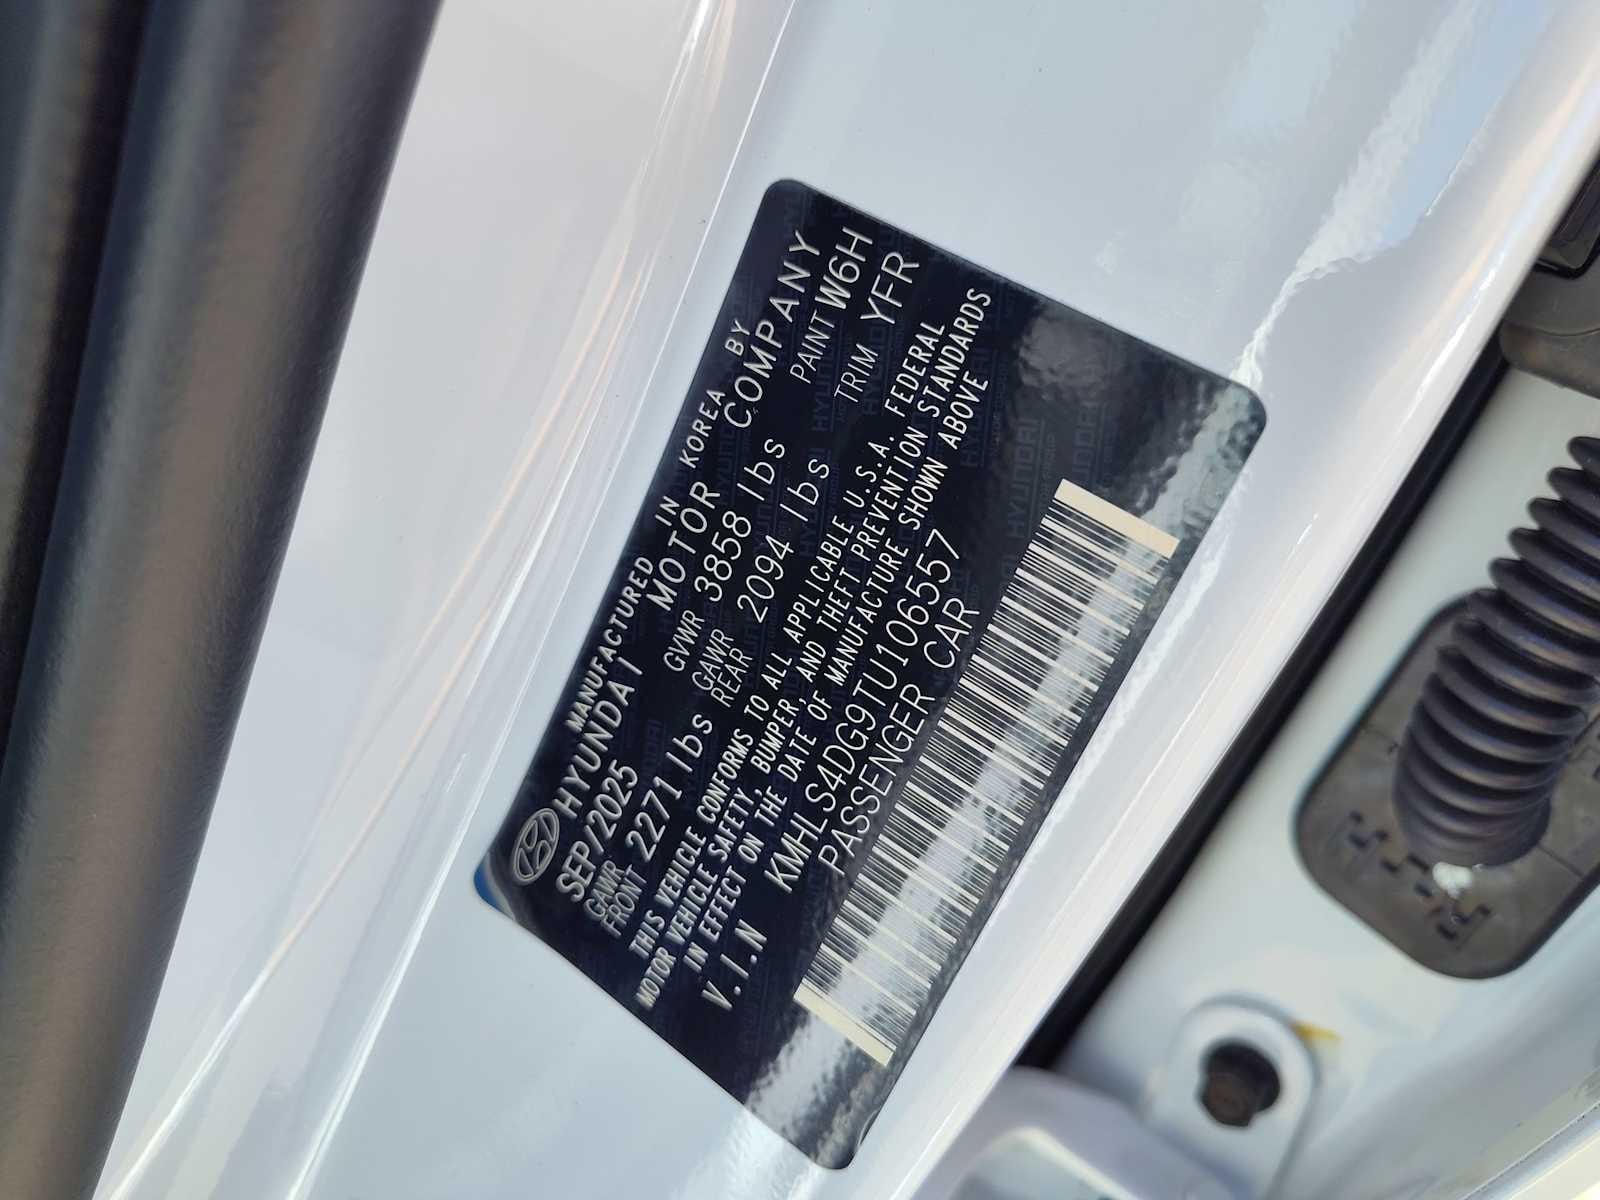 MANUFACTURED IN KOREA BY
HYUNDAI MOTOR COMPANY
SEP/2025 GVWR 3858 lbs PAINT W6H
GAWR FRONT 2271 lbs GAWR REAR 2094 lbs TRIM YFR
THIS VEHICLE CONFORMS TO ALL APPLICABLE U.S.A. FEDERAL
MOTOR VEHICLE SAFETY, BUMPER, AND THEFT PREVENTION STANDARDS
IN EFFECT ON THE DATE OF MANUFACTURE SHOWN ABOVE
V.I.N KMHLS4DG9TU106557
PASSENGER CAR